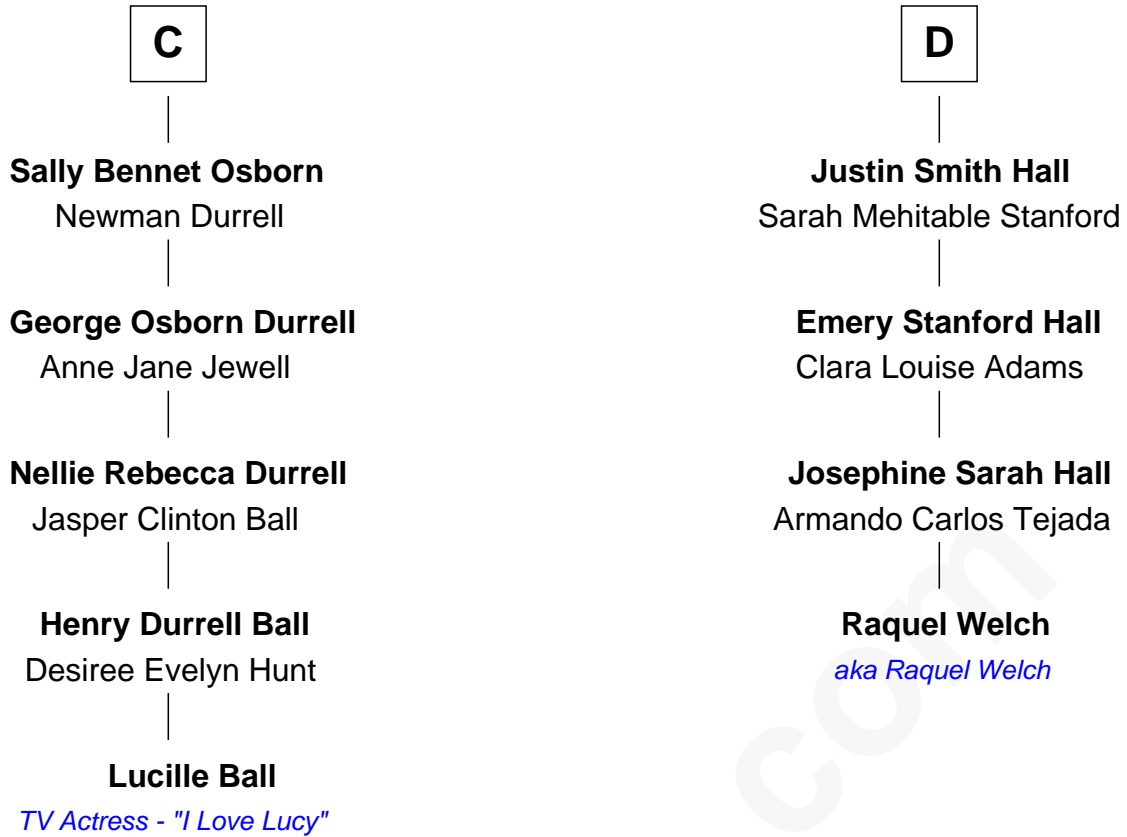 C
Sally Bennet Osborn
Newman Durrell
George Osborn Durrell
Anne Jane Jewell
Nellie Rebecca Durrell
Jasper Clinton Ball
Henry Durrell Ball
Desiree Evelyn Hunt
Lucille Ball
TV Actress - "I Love Lucy"
D
Justin Smith Hall
Sarah Mehitable Stanford
Emery Stanford Hall
Clara Louise Adams
Josephine Sarah Hall
Armando Carlos Tejada
Raquel Welch
aka Raquel Welch
com